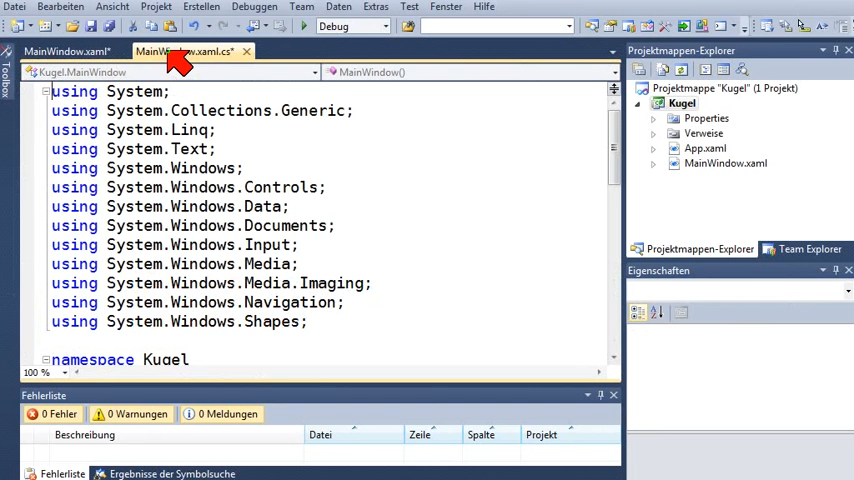 Datei Bearbeiten Ansicht Projekt Erstellen Debuggen Team Daten Extras Test Fenster Hilfe
Debug
MainWindow.xaml* MainWindow.xaml.cs*
Kugel.MainWindow MainWindow()
using System;
using System.Collections.Generic;
using System.Linq;
using System.Text;
using System.Windows;
using System.Windows.Controls;
using System.Windows.Data;
using System.Windows.Documents;
using System.Windows.Input;
using System.Windows.Media;
using System.Windows.Media.Imaging;
using System.Windows.Navigation;
using System.Windows.Shapes;
namespace Kugel
100 %
Toolbox
Projektmappen-Explorer
Projektmappe "Kugel" (1 Projekt)
Kugel
Properties
Verweise
App.xaml
MainWindow.xaml
Projektmappen-Explorer Team Explorer
Eigenschaften
Fehlerliste
0 Fehler 0 Warnungen 0 Meldungen
Beschreibung Datei Zeile Spalte Projekt
Fehlerliste Ergebnisse der Symbolsuche